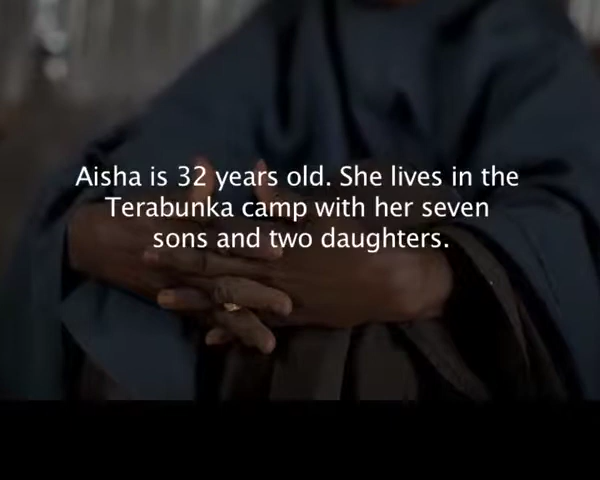 Aisha is 32 years old. She lives in the
Terabunka camp with her seven
sons and two daughters.